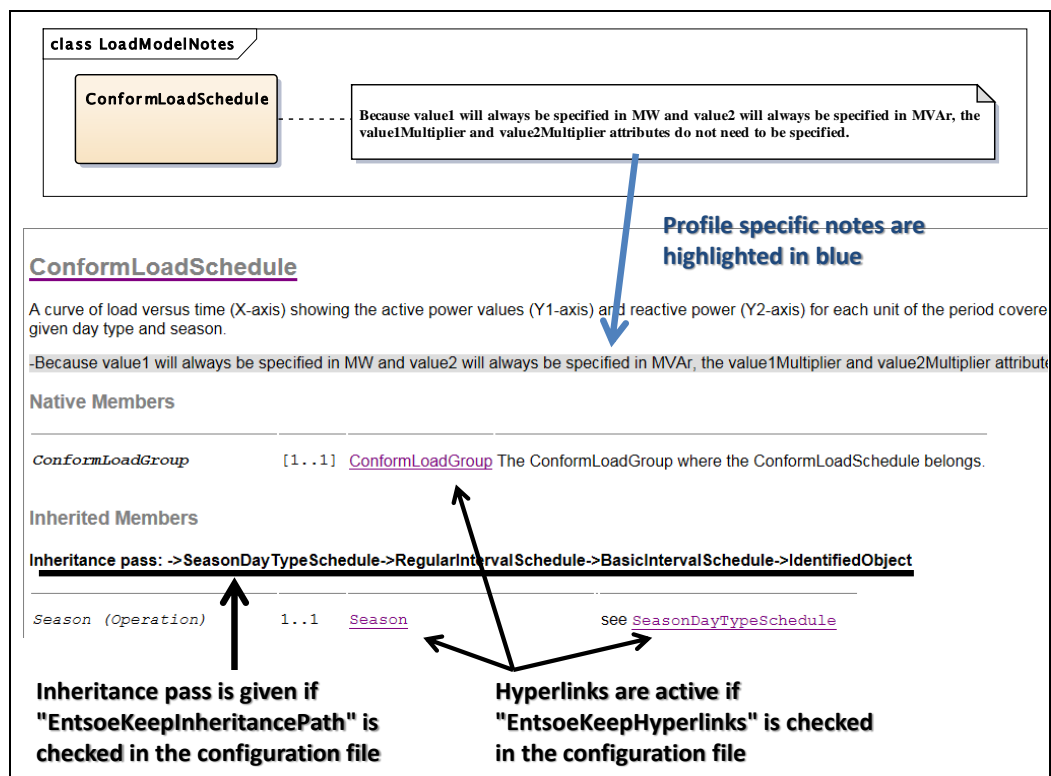 class LoadModelNotes
ConformLoadSchedule
Because value1 will always be specified in MW and value2 will always be specified in MVAr, the
value1Multiplier and value2Multiplier attributes do not need to be specified.
Profile specific notes are
highlighted in blue
ConformLoadSchedule
A curve of load versus time (X-axis) showing the active power values (Y1-axis) and reactive power (Y2-axis) for each unit of the period covere
given day type and season.
-Because value1 will always be specified in MW and value2 will always be specified in MVAr, the value1Multiplier and value2Multiplier attribute
Native Members
ConformLoadGroup [1..1] ConformLoadGroup The ConformLoadGroup where the ConformLoadSchedule belongs.
Inherited Members
Inheritance pass: ->SeasonDayTypeSchedule->RegularIntervalSchedule->BasicIntervalSchedule->IdentifiedObject
Season (Operation) 1..1 Season see SeasonDayTypeSchedule
Inheritance pass is given if
"EntsoeKeepInheritancePath" is
checked in the configuration file
Hyperlinks are active if
"EntsoeKeepHyperlinks" is checked
in the configuration file